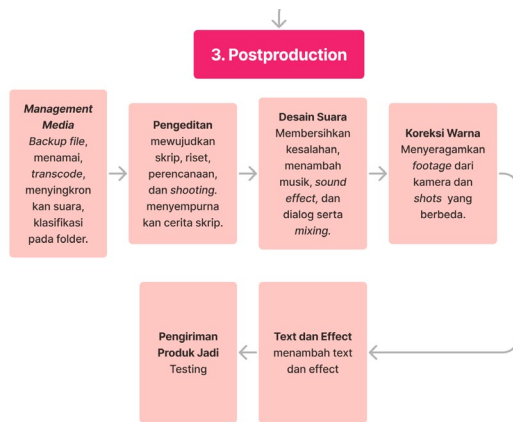 3. Postproduction
Management
Media
Backup file,
menamai,
transcode,
menyingkron
kan suara,
klasifikasi
pada folder.
Pengeditan
mewujudkan
skrip, riset,
perencanaan,
dan shooting.
menyempurna
kan cerita skrip.
Desain Suara
Membersihkan
kesalahan,
menambah
musik, sound
effect, dan
dialog serta
mixing.
Koreksi Warna
Menyeragamkan
footage dari
kamera dan
shots yang
berbeda.
Text dan Effect
menambah text
dan effect
Pengiriman
Produk Jadi
Testing